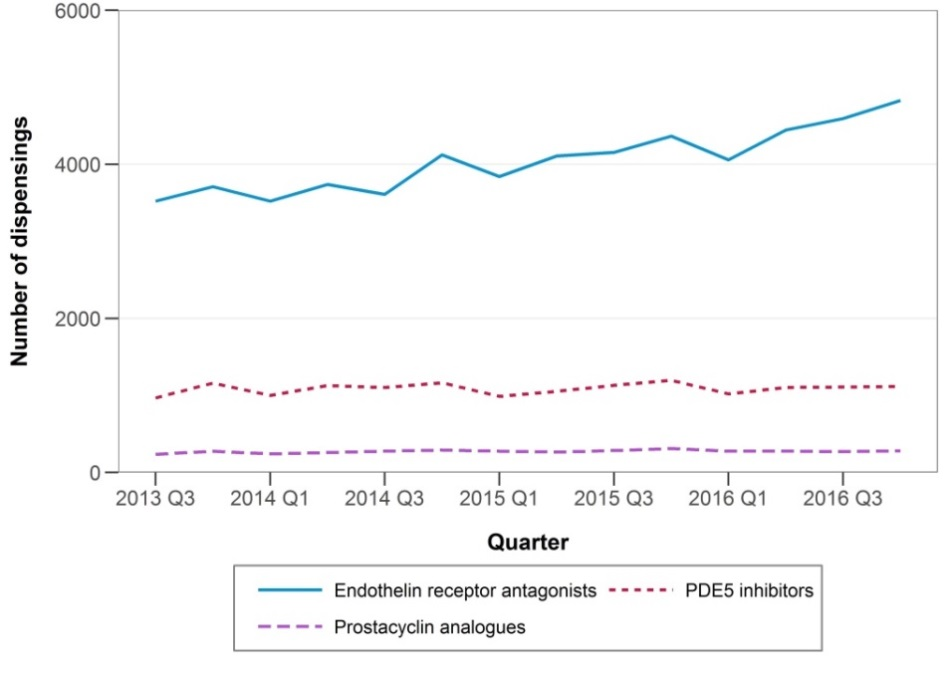 6000
4000
2000
0
Number of dispensings
2013 Q3 2014 Q1 2014 Q3 2015 Q1 2015 Q3 2016 Q1 2016 Q3
Quarter
Endothelin receptor antagonists PDE5 inhibitors
Prostacyclin analogues